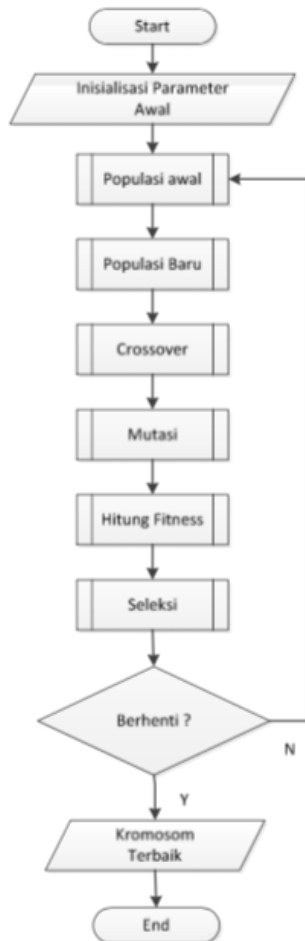 Start
Inisialisasi Parameter
Awal
Populasi awal
Populasi Baru
Crossover
Mutasi
Hitung Fitness
Seleksi
Berhenti ?
N
Y
Kromosom
Terbaik
End